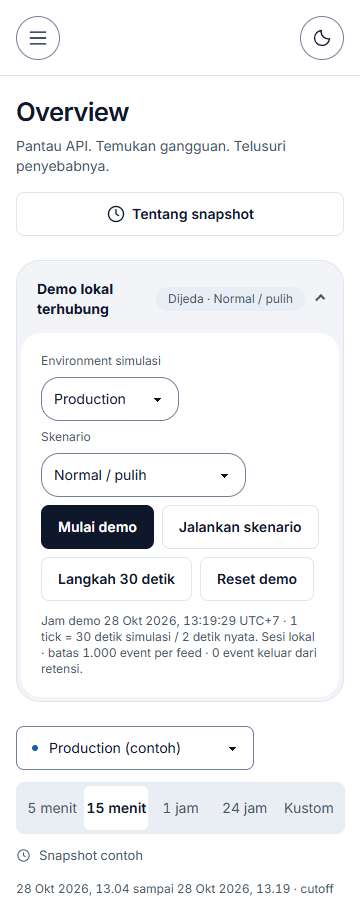 Overview
Pantau API. Temukan gangguan. Telusuri
penyebabnya.
Tentang snapshot
Demo lokal
terhubung
Dijeda · Normal / pulih
Environment simulasi
Production
Skenario
Normal / pulih
Mulai demo
Jalankan skenario
Langkah 30 detik
Reset demo
Jam demo 28 Okt 2026, 13:19:29 UTC+7 · 1
tick = 30 detik simulasi / 2 detik nyata. Sesi lokal
· batas 1.000 event per feed · 0 event keluar dari
retensi.
Production (contoh)
5 menit
15 menit
1 jam
24 jam
Kustom
Snapshot contoh
28 Okt 2026, 13.04 sampai 28 Okt 2026, 13.19 · cutoff